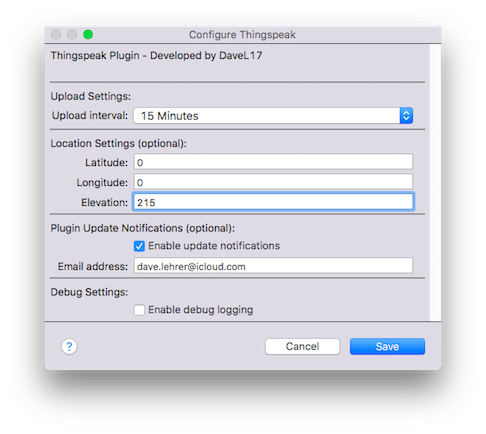 Configure Thingspeak
Thingspeak Plugin - Developed by DaveL17
Upload Settings:
Upload interval: 15 Minutes
Location Settings (optional):
Latitude: 0
Longitude: 0
Elevation: 215
Plugin Update Notifications (optional):
Enable update notifications
Email address: dave.lehrer@icloud.com
Debug Settings:
Enable debug logging
? Cancel Save